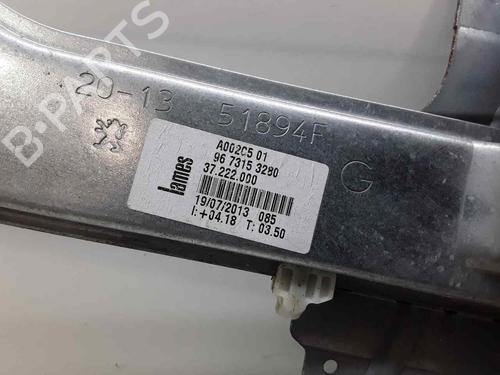 B-PARTS
20-13 51894F
G
lames
A002C5 01
96 7315 3280
37.222.000
19/07/2013 085
I:+04.18 T: 03.50